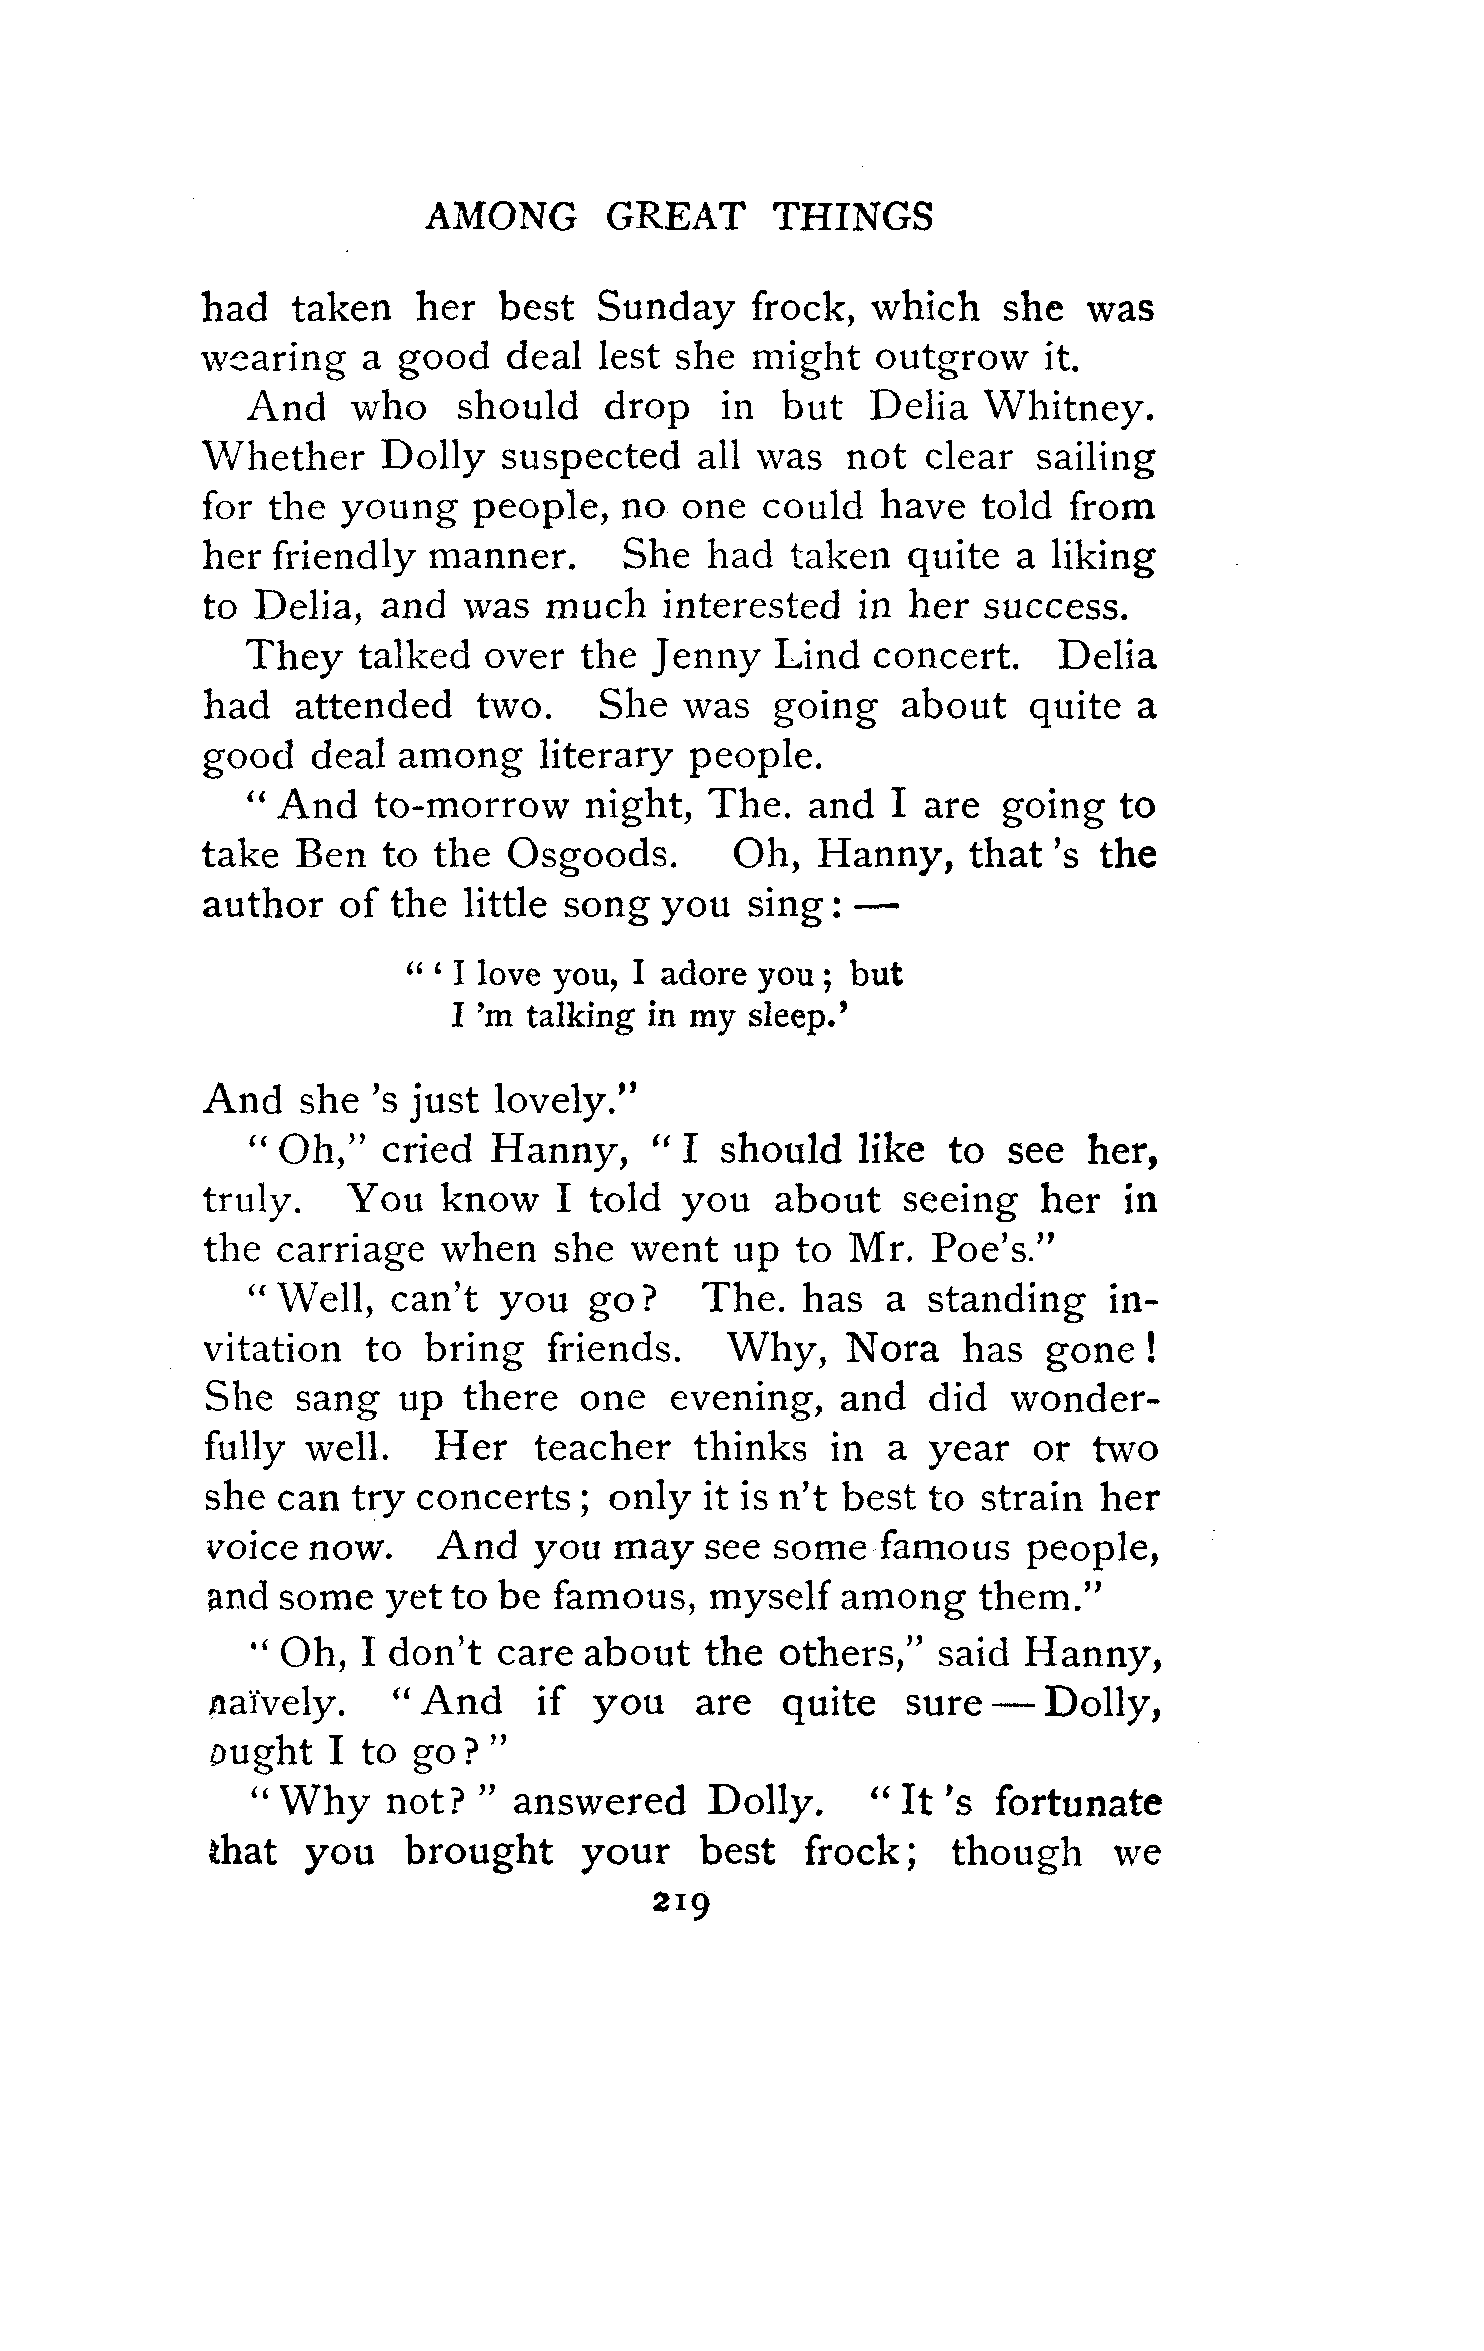 AMONG GREAT THINGS
had taken her best Sunday frock, which she was
wearing a good deal lest she might outgrow it.
And who should drop in but Delia Whitney.
Whether Dolly suspected all was not clear sailing
for the young people, no one could have told from
her friendly manner. She had taken quite a liking
to Delia, and was much interested in her success.
They talked over the Jenny Lind concert. Delia
had attended two. She was going about quite a
good deal among literary people.
“ And to-morrow night, The. and I are going to
take Ben to the Osgoods. Oh, Hanny, that ’s the
author of the little song you sing : —
“ ‘ I love you, I adore you ; but
I ’m talking in my sleep.’
And she ’s just lovely.”
“ Oh,” cried Hanny, “ I should like to see her,
truly. You know I told you about seeing her in
the carriage when she went up to Mr. Poe’s.”
“ Well, can’t you go? The. has a standing in-
vitation to bring friends. Why, Nora has gone !
She sang up there one evening, and did wonder-
fully well. Her teacher thinks in a year or two
she can try concerts ; only it is n’t best to strain her
voice now. And you may see some famous people,
and some yet to be famous, myself among them.”
“ Oh, I don’t care about the others,” said Hanny,
naïvely. “ And if you are quite sure — Dolly,
ought I to go? ”
“ Why not? ” answered Dolly. “ It ’s fortunate
that you brought your best frock; though we
219